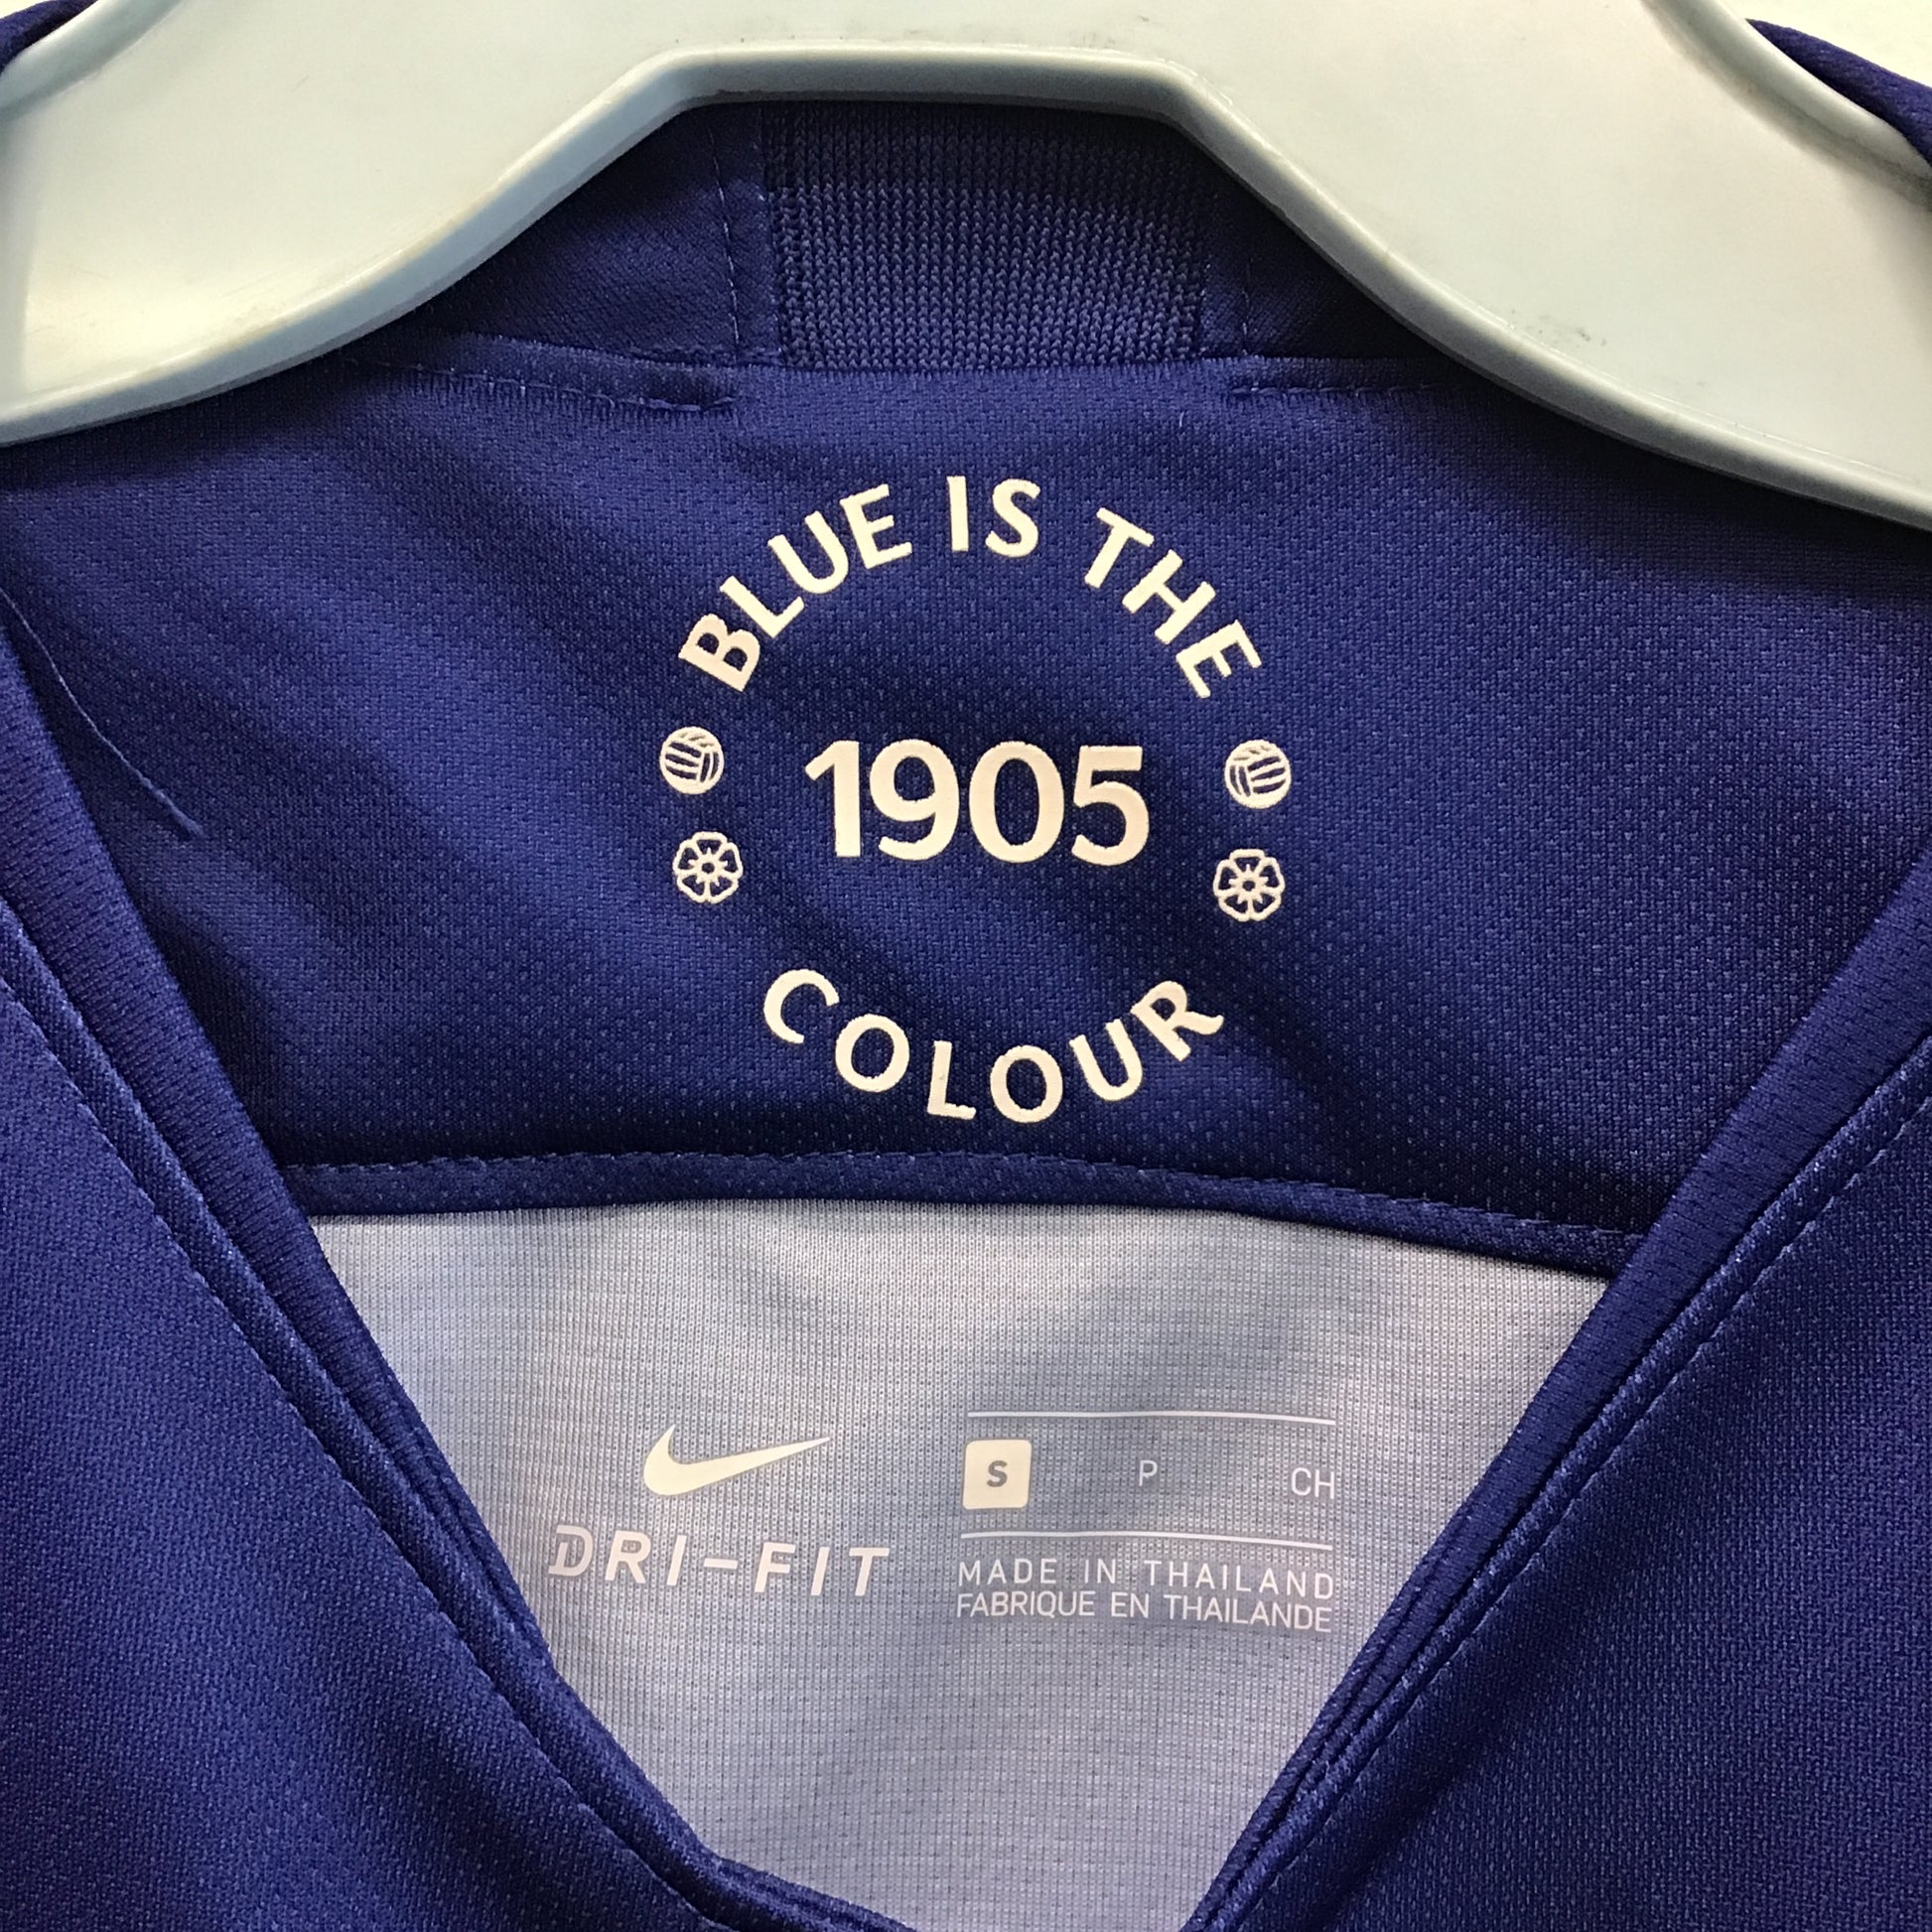 BLUE IS THE
1905
COLOUR
S P CH
DRI-FIT
MADE IN THAILAND
FABRIQUE EN THAILANDE